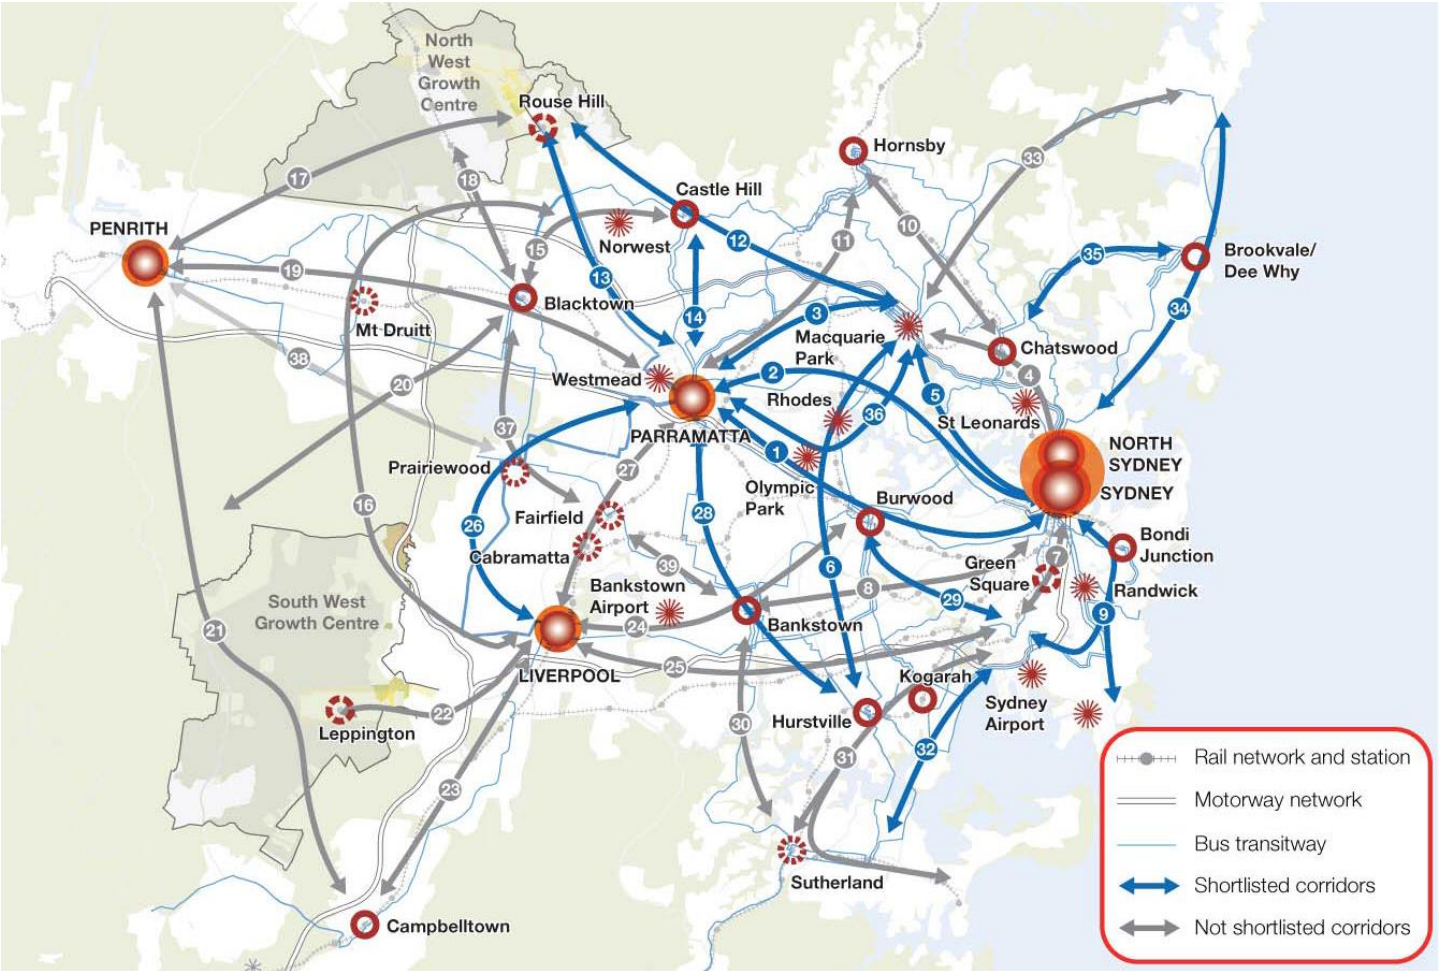 North
West
Growth
Centre
Rouse Hill
Hornsby
33
17
18
Castle Hill
PENRITH
10
12
11
15
Norwest
35
Brookvale/
Dee Why
19
13
Blacktown
Mt Druitt
14
3
34
Macquarie
Park
Chatswood
38
20
Westmead
2
4
Rhodes
5
36
St Leonards
PARRAMATTA
37
1
NORTH
SYDNEY
SYDNEY
Prairiewood
27
Olympic
Park
Burwood
16
26
Fairfield
28
Cabramatta
Bondi
Junction
39
6
Green
Square
7
Randwick
Bankstown
Airport
8
29
9
South West
Growth Centre
21
24
Bankstown
25
LIVERPOOL
Kogarah
Sydney
Airport
22
Leppington
Hurstville
30
31
32
23
Sutherland
Campbelltown
Rail network and station
Motorway network
Bus transitway
Shortlisted corridors
Not shortlisted corridors